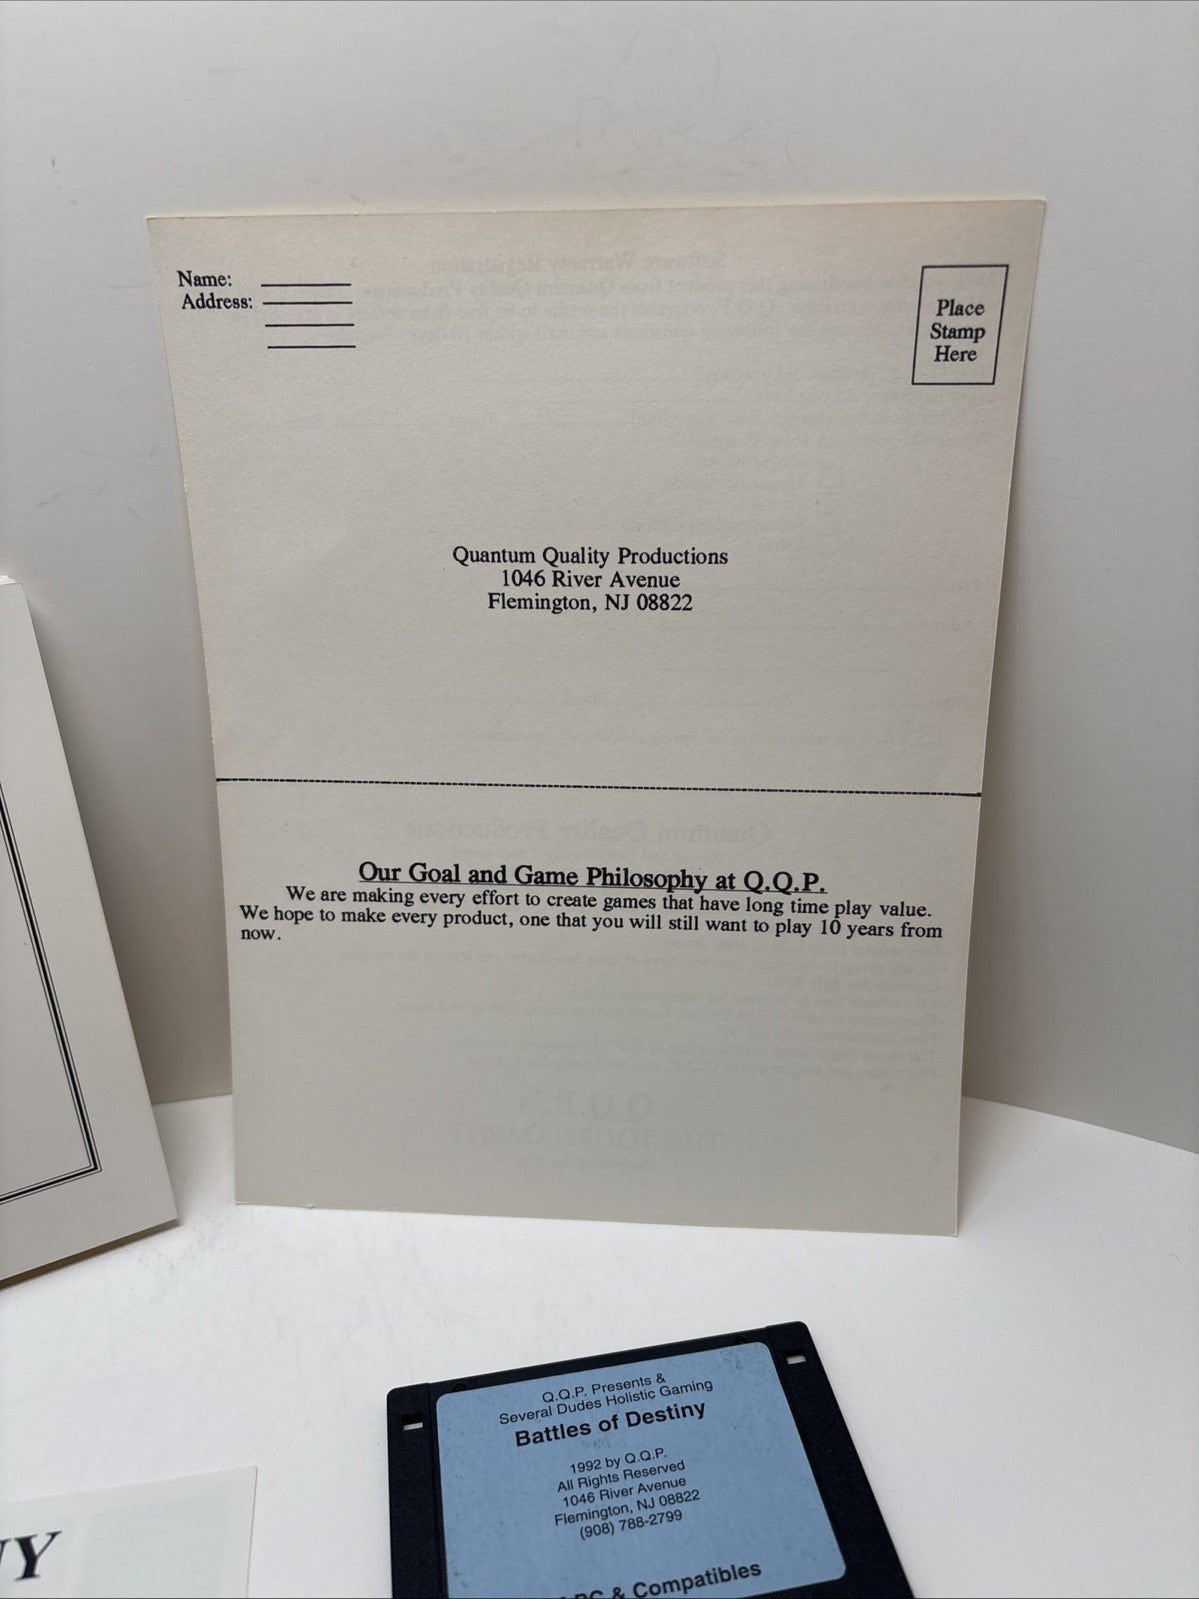 Name:
Address:
Place
Stamp
Here
Quantum Quality Productions
1046 River Avenue
Flemington, NJ 08822
Our Goal and Game Philosophy at Q.Q.P.
We are making every effort to create games that have long time play value.
We hope to make every product, one that you will still want to play 10 years from
now.
Q.Q.P. Presents &
Several Dudes Holistic Gaming
Battles of Destiny
1992 by Q.Q.P.
All Rights Reserved
1046 River Avenue
Flemington, NJ 08822
(908) 788-2799
PC & Compatibles